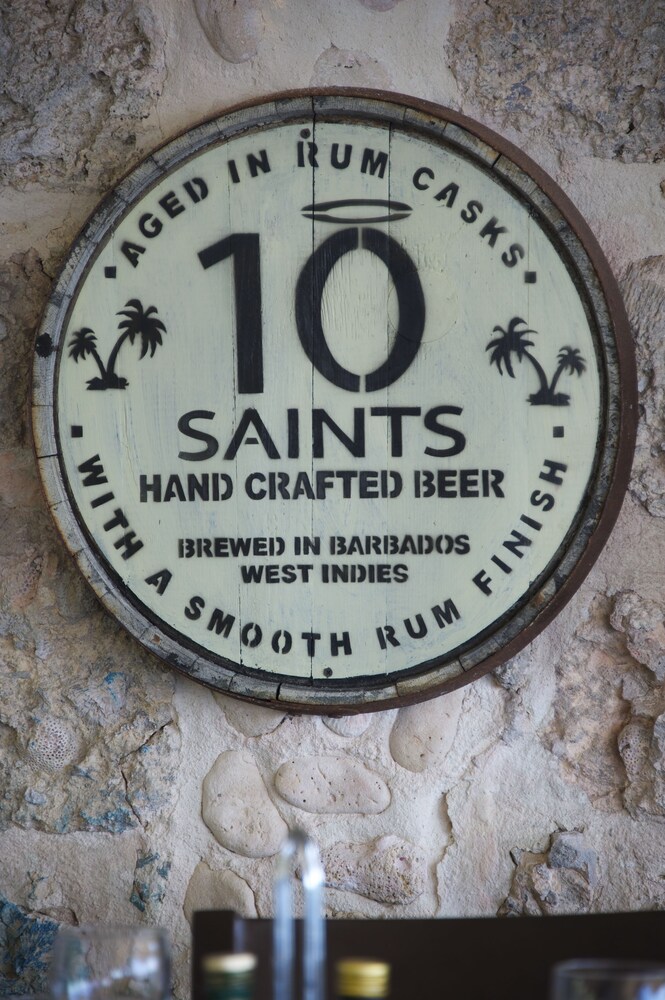 AGED IN RUM CASKS
10
SAINTS
HAND CRAFTED BEER
BREWED IN BARBADOS
WEST INDIES
WITH A SMOOTH RUM FINISH